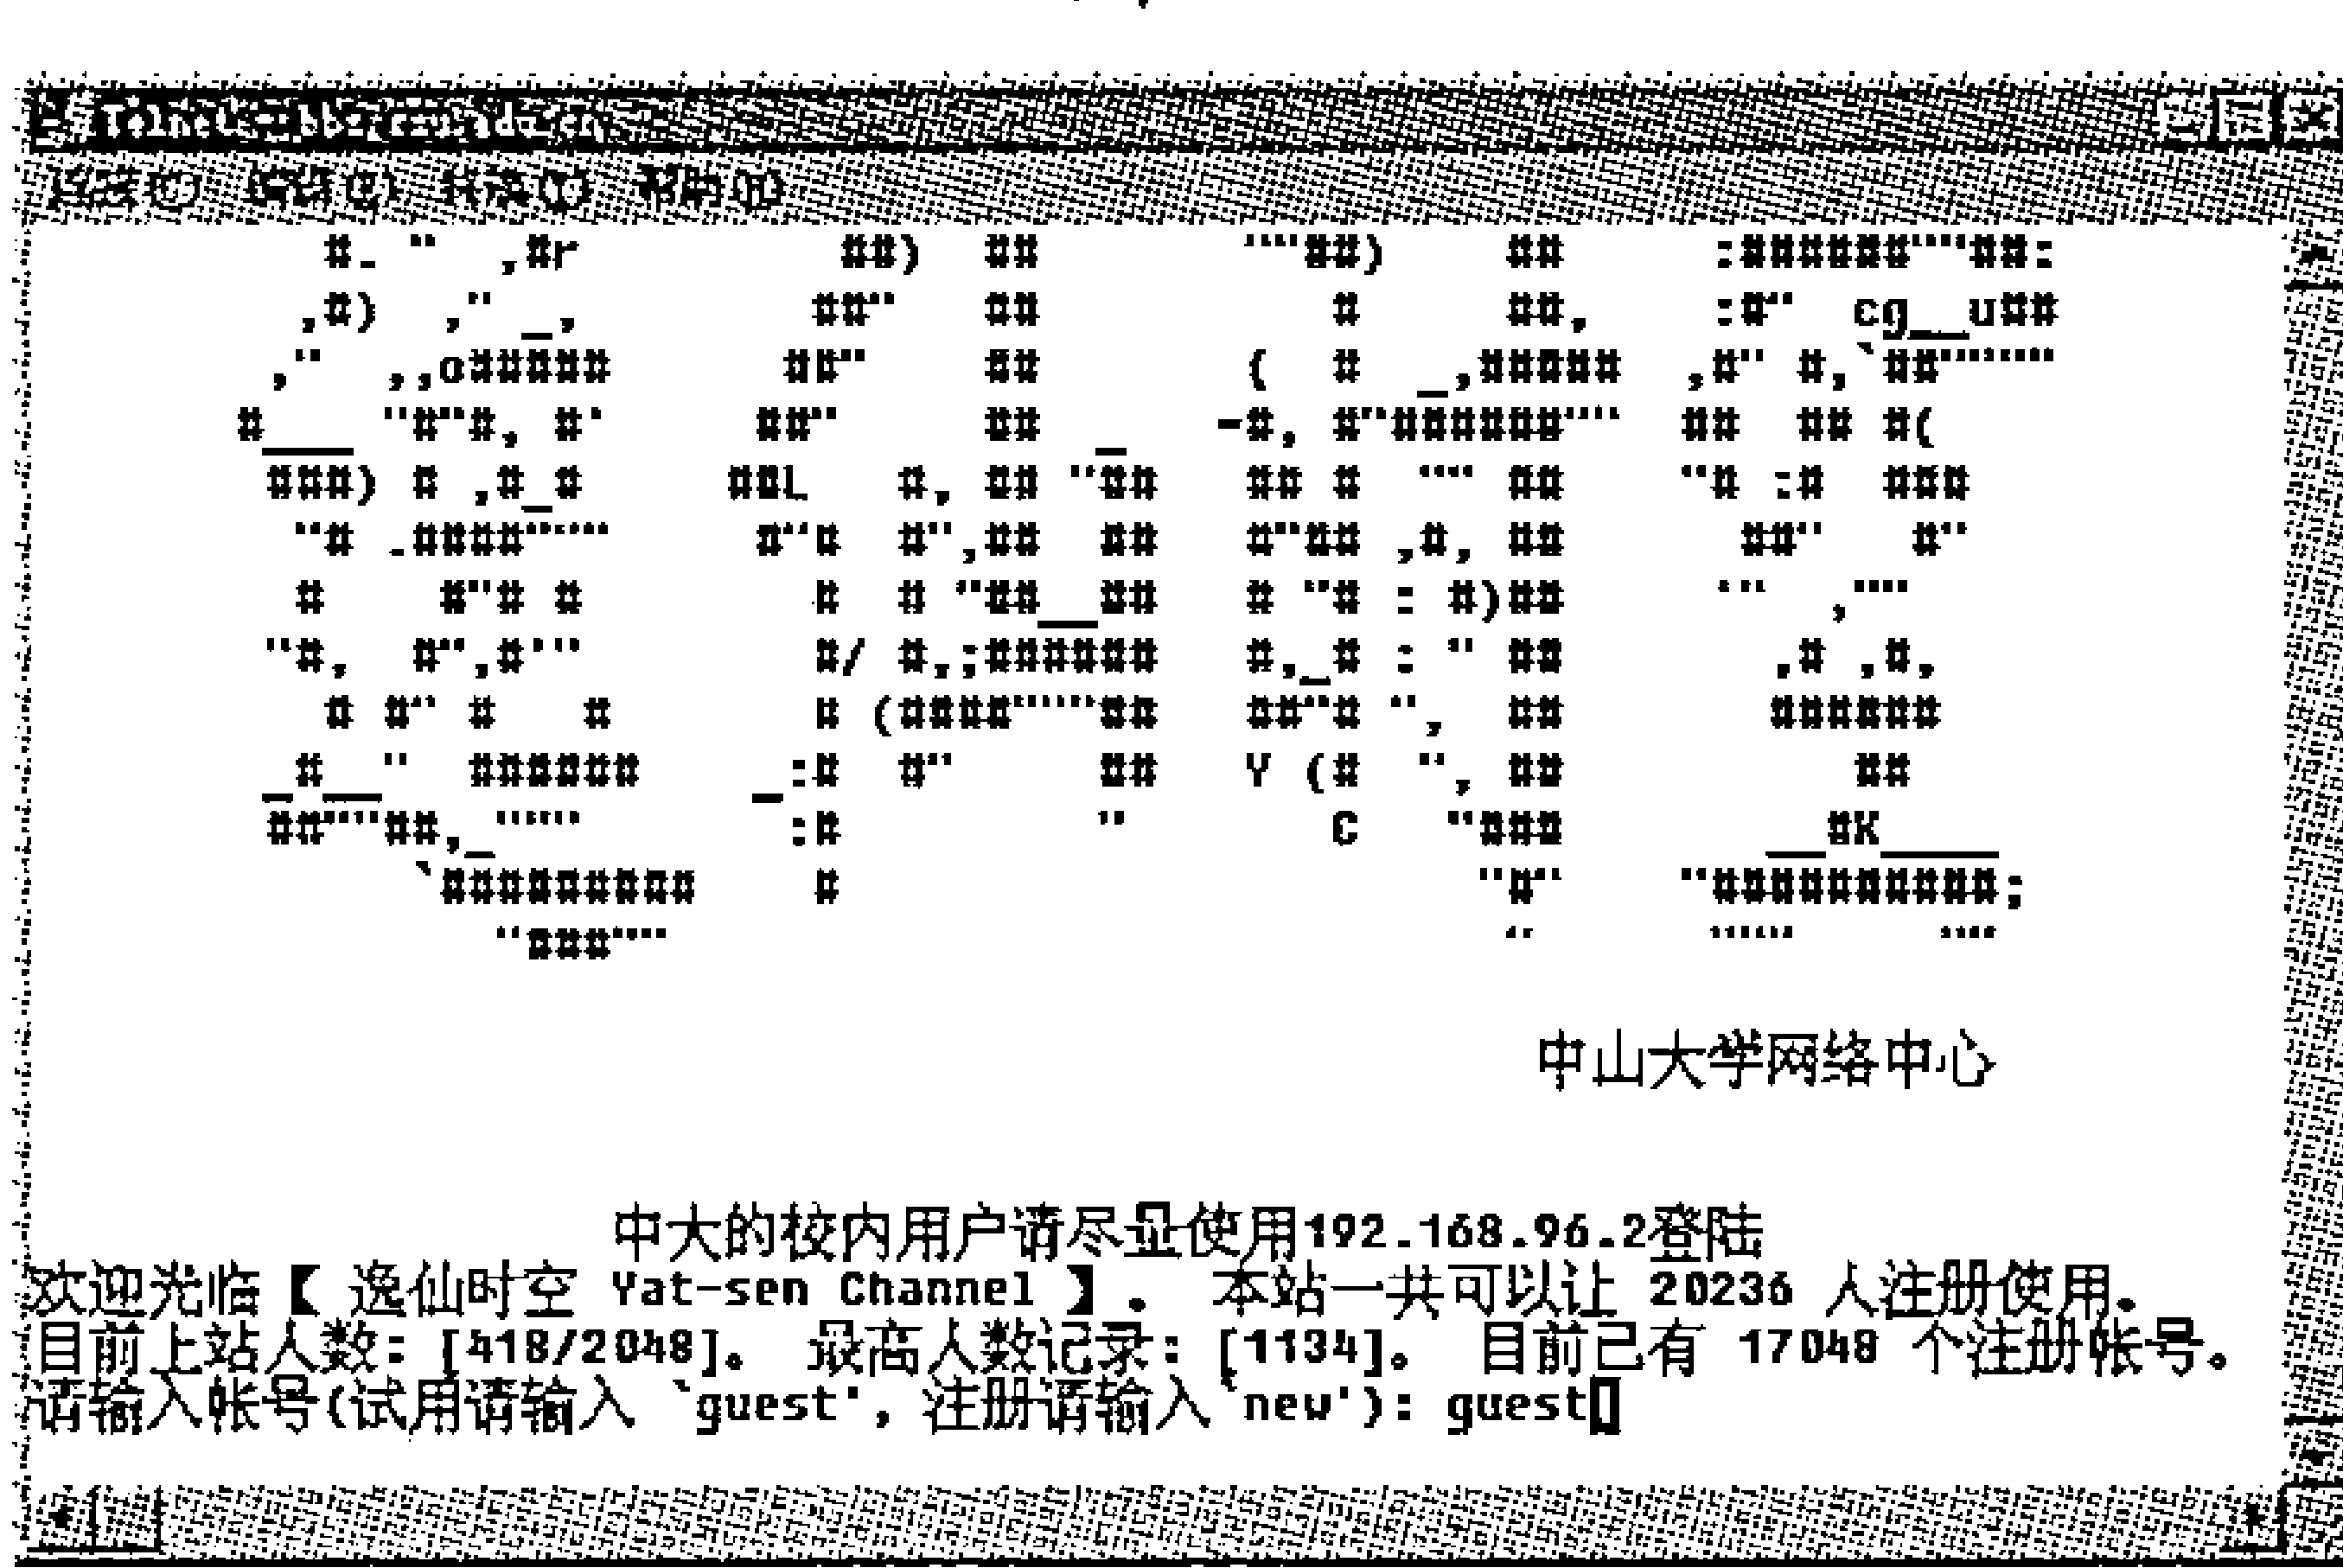 中山大学网络中心
中大的校内用户请尽量使用192.168.96.2登陆
欢迎光临【 逸仙时空 Yat-sen Channel 】。 本站一共可以让 20236 人注册使用。
目前上站人数: [418/2048]。 最高人数记录: [1134]。 目前已有 17048 个注册帐号。
请输入帐号(试用请输入 `guest', 注册请输入`new'): guest